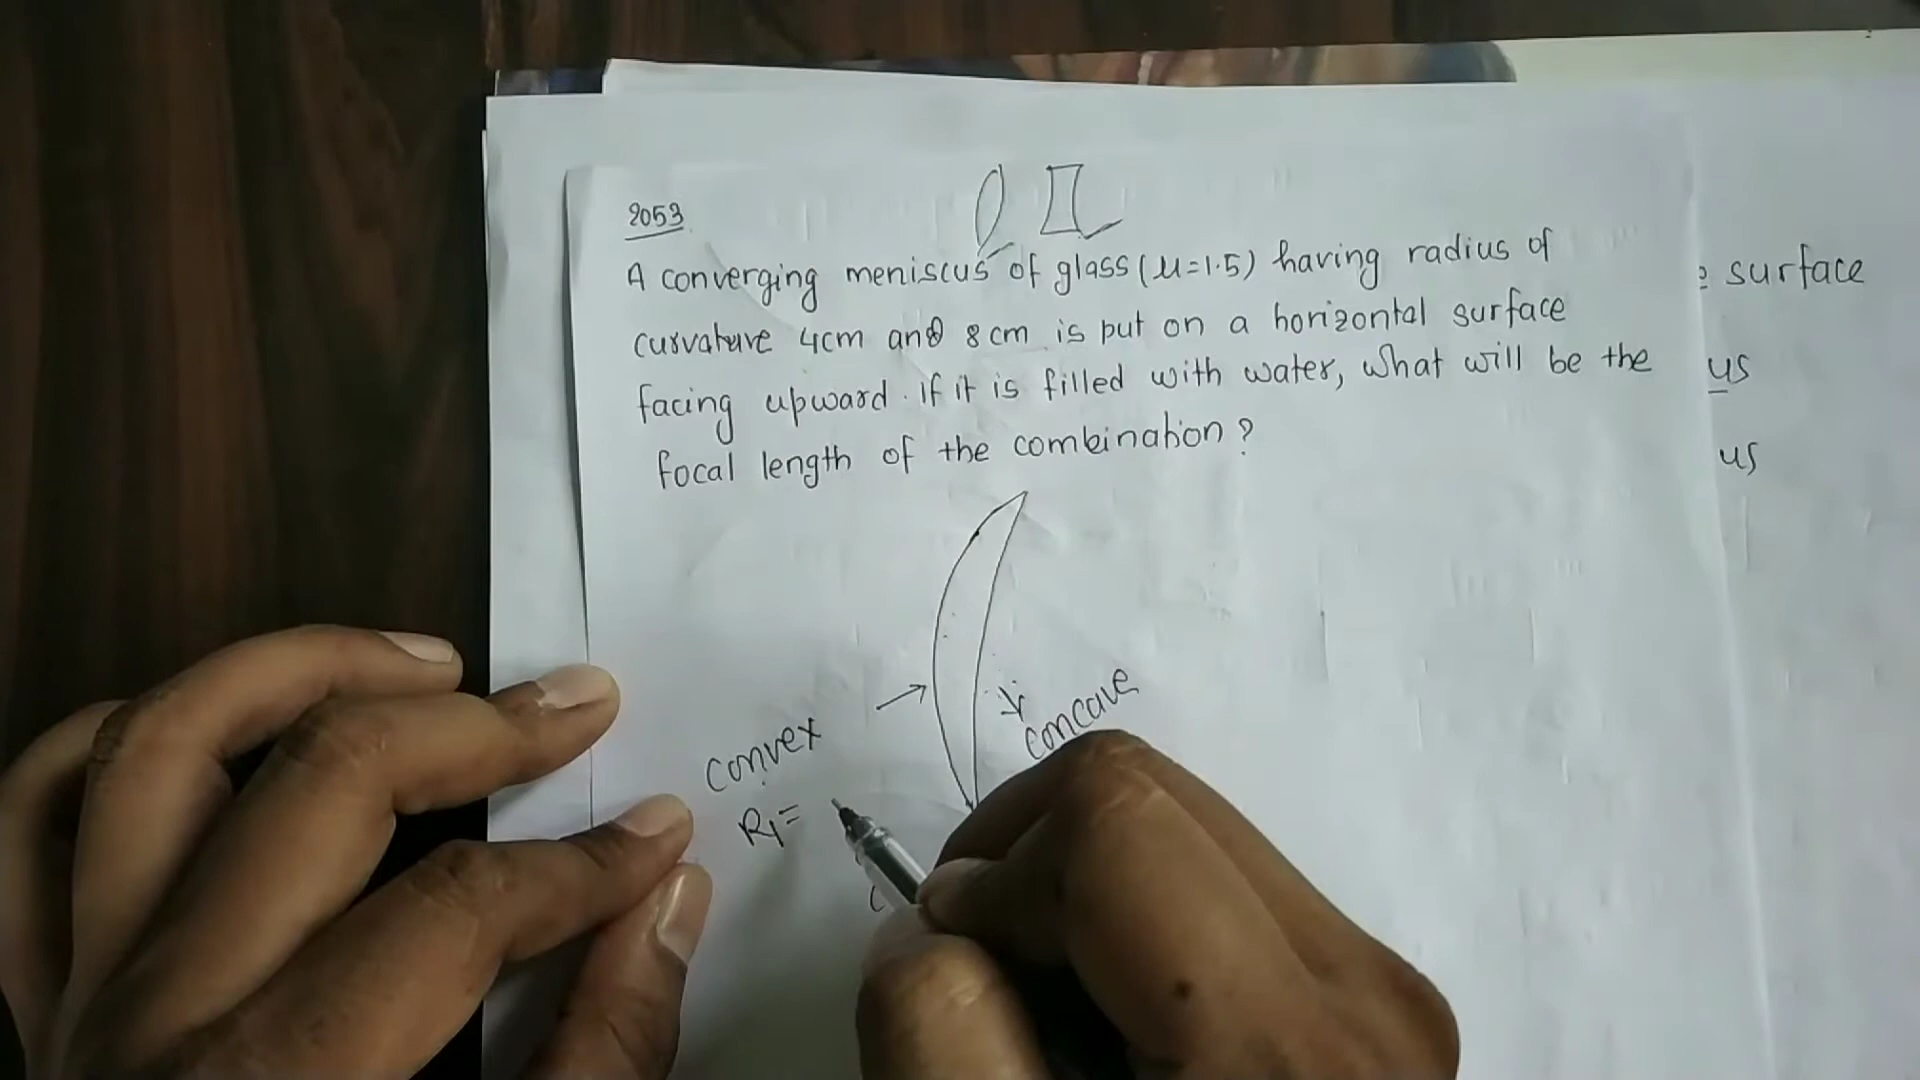 2053
A converging meniscus of glass (μ=1.5) having radius of
curvature 4cm and 8cm is put on a horizontal surface
facing upward. If it is filled with water, what will be the
focal length of the combination?
surface
us
us
concave
convex
R1=